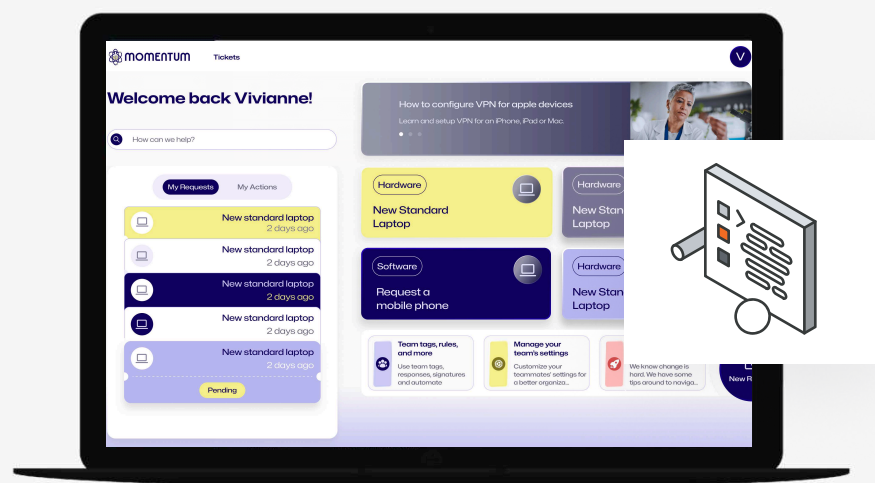 MOMENTUM
Tickets
V
Welcome back Vivianne!
How can we help?
My Requests
My Actions
New standard laptop
2 days ago
New standard laptop
2 days ago
New standard laptop
2 days ago
New standard laptop
2 days ago
New standard laptop
2 days ago
Pending
How to configure VPN for apple devices
Learn and setup VPN for an iPhone, iPad or Mac.
Hardware
New Standard
Laptop
Hardware
New Stan
Laptop
Software
Request a
mobile phone
Hardware
New Stan
Laptop
Team tags, rules,
and more
Use team tags,
responses, signatures
and automate
Manage your
team's settings
Customize your
teammates' settings for
a better organiza...
We know change is
hard. We have some
tips around to naviga...
New R